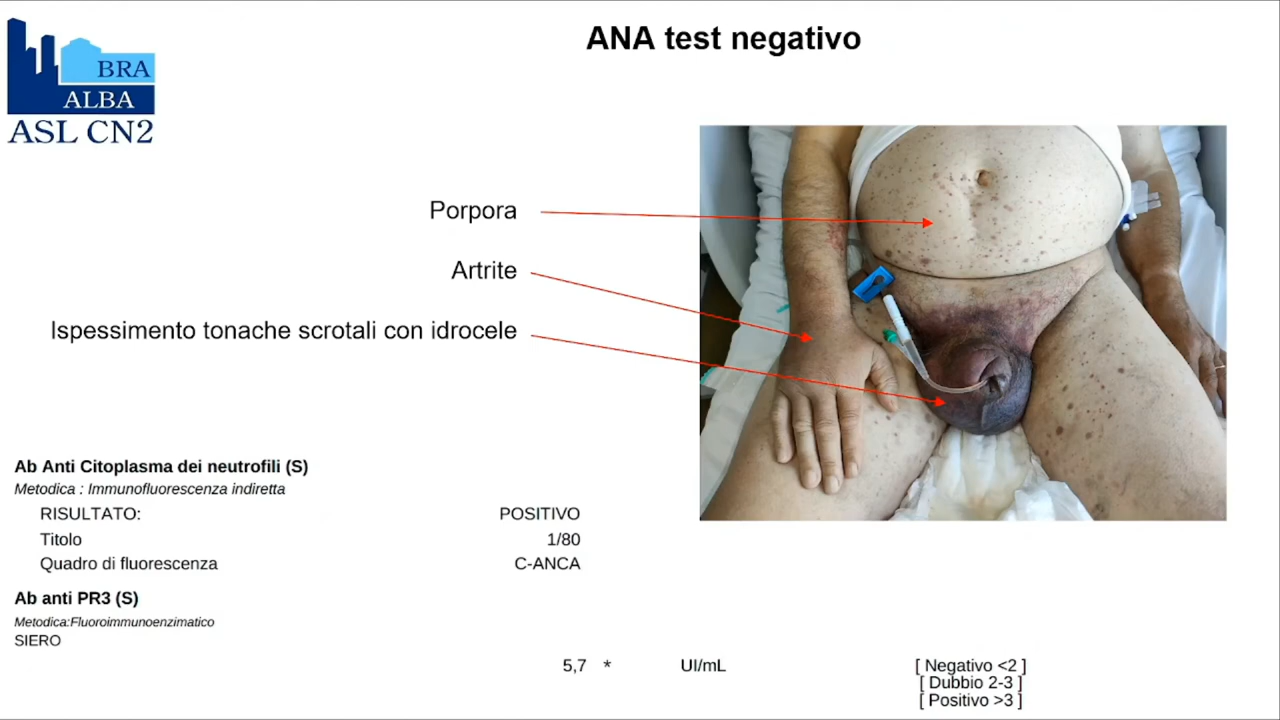 BRA
ALBA
ASL CN2
ANA test negativo
Porpora
Artrite
Ispessimento tonache scrotali con idrocele
Ab Anti Citoplasma dei neutrofili (S)
Metodica : Immunofluorescenza indiretta
RISULTATO: POSITIVO
Titolo 1/80
Quadro di fluorescenza C-ANCA
Ab anti PR3 (S)
Metodica:Fluoroimmunoenzimatico
SIERO
5,7 * UI/mL [ Negativo <2 ]
[ Dubbio 2-3 ]
[ Positivo >3 ]